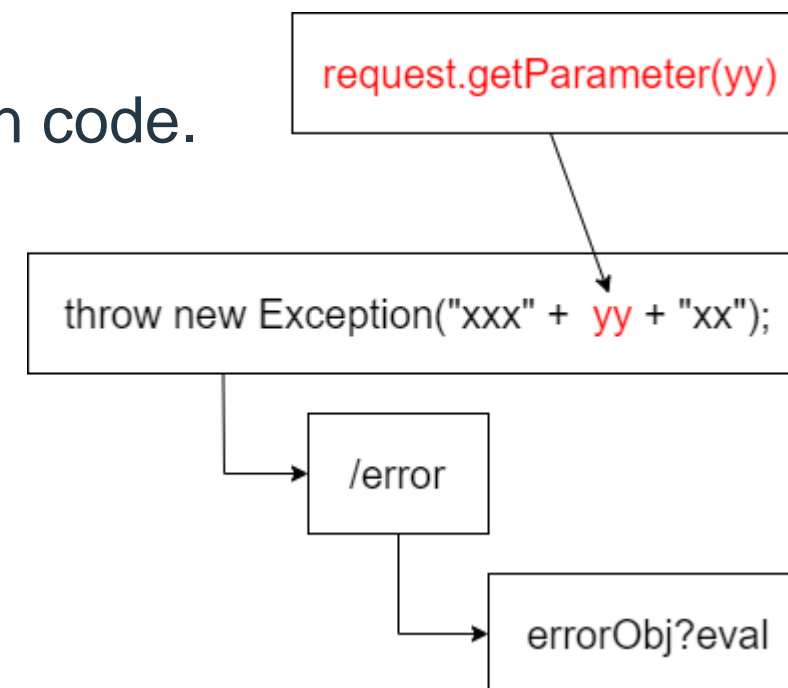 request.getParameter(yy)
code.
throw new Exception("xxx" + yy + "xx");
/error
errorObj?eval